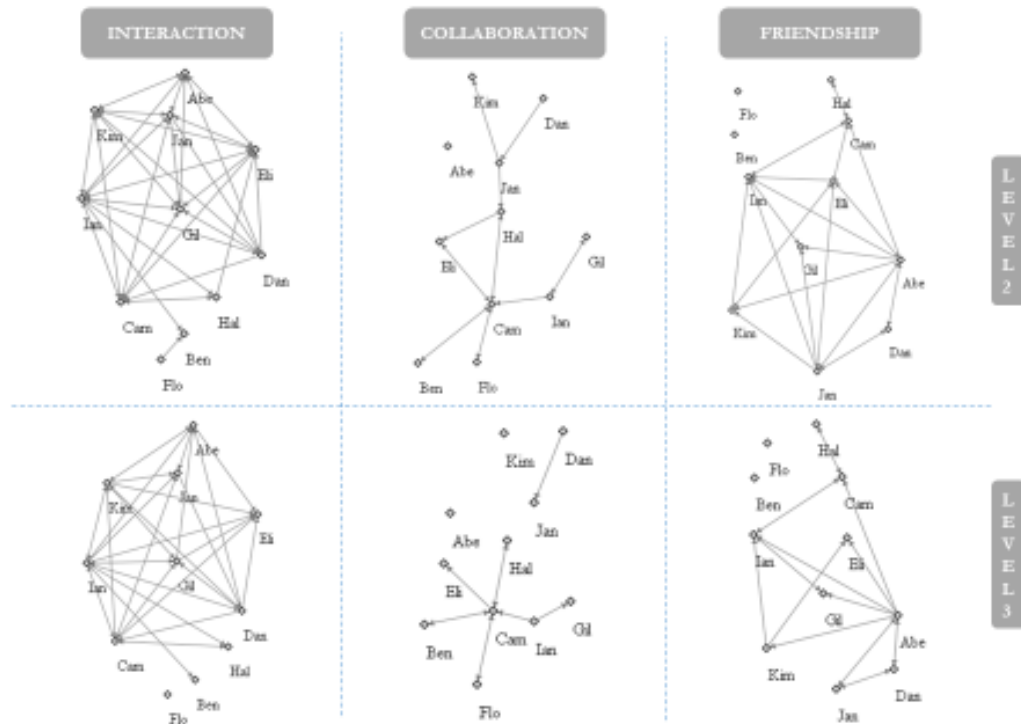 INTERACTION
COLLABORATION
FRIENDSHIP
Abe
Kim
Jan
Eli
Ian
Gil
Dan
Cam
Hal
Ben
Flo
Kim
Dan
Abe
Jan
Hal
Eli
Gil
Cam
Ian
Ben
Flo
Hal
Flo
Cam
Ben
Ian
Eli
Gil
Abe
Kim
Dan
Jan
LEVEL 2
Abe
Kim
Jan
Eli
Ian
Gil
Dan
Cam
Hal
Ben
Flo
Kim
Dan
Abe
Jan
Hal
Eli
Gil
Ben
Cam
Ian
Flo
Hal
Flo
Ben
Cam
Ian
Eli
Gil
Abe
Kim
Dan
Jan
LEVEL 3